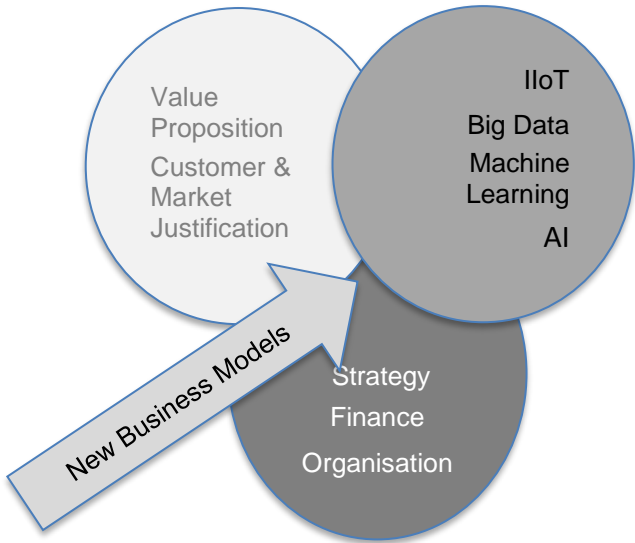 Value
Proposition
Customer &
Market
Justification
IIoT
Big Data
Machine
Learning
AI
New Business Models
Strategy
Finance
Organisation